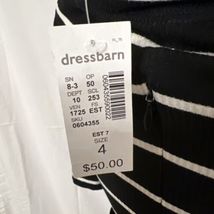 dressbarn
SN OP
8-3 50
DEPT SCL
10 253
VEN FS
1725 EST
SKU
0604355
EST 7
SIZE
4
$50.00